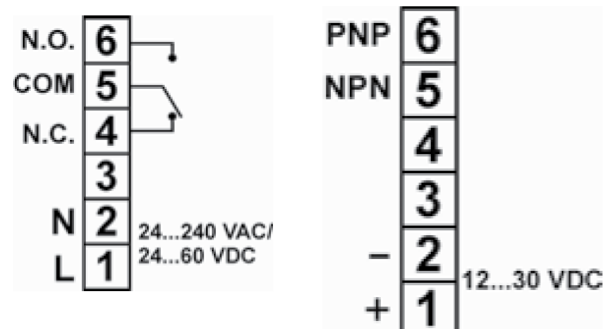 N.O. 6
COM 5
N.C. 4
3
N 2 24...240 VAC/
L 1 24...60 VDC
PNP 6
NPN 5
4
3
– 2
12...30 VDC
+ 1